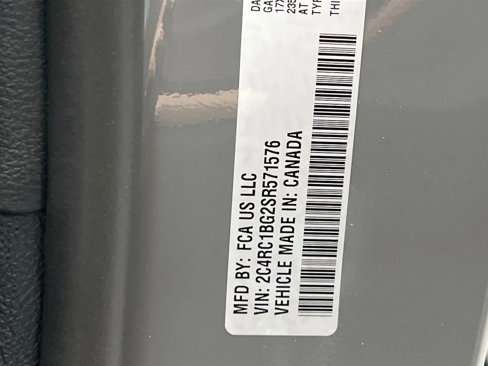 MFD BY: FCA US LLC
VIN: 2C4RC1BG2SR571576
VEHICLE MADE IN: CANADA